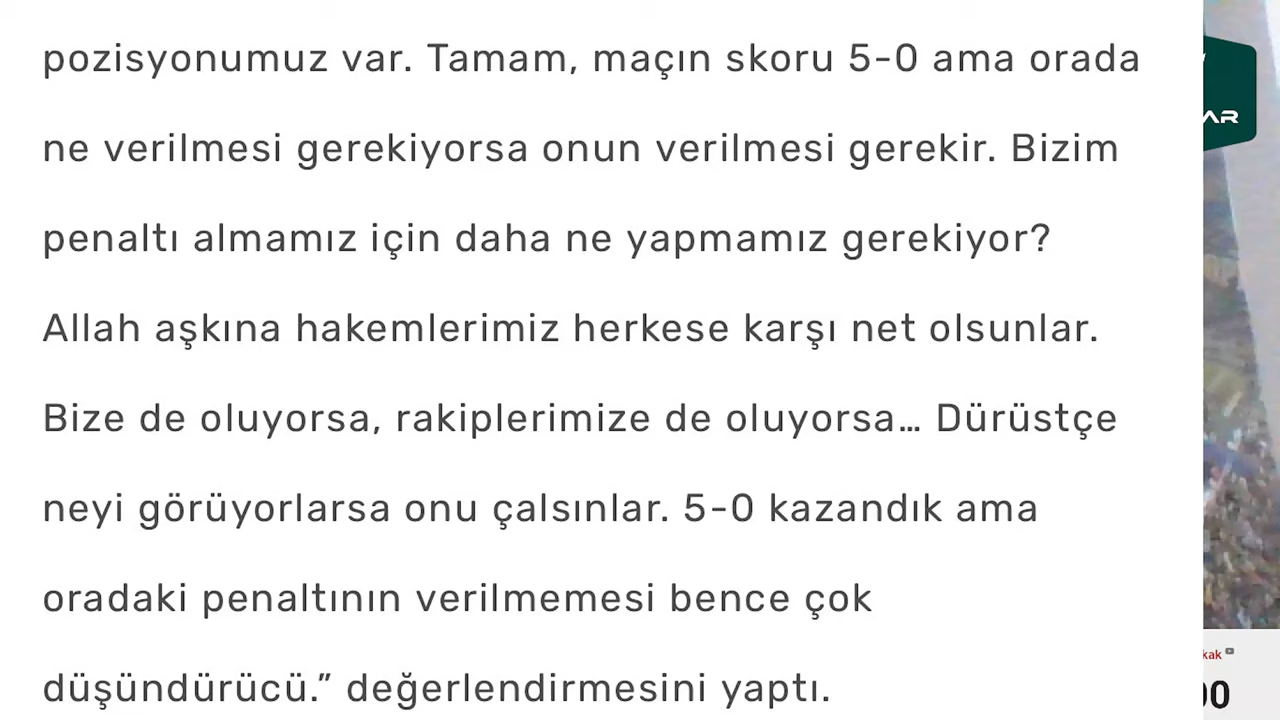 pozisyonumuz var. Tamam, maçın skoru 5-0 ama orada
ne verilmesi gerekiyorsa onun verilmesi gerekir. Bizim
penaltı almamız için daha ne yapmamız gerekiyor?
Allah aşkına hakemlerimiz herkese karşı net olsunlar.
Bize de oluyorsa, rakiplerimize de oluyorsa… Dürüstçe
neyi görüyorlarsa onu çalsınlar. 5-0 kazandık ama
oradaki penaltının verilmemesi bence çok
düşündürücü.” değerlendirmesini yaptı.